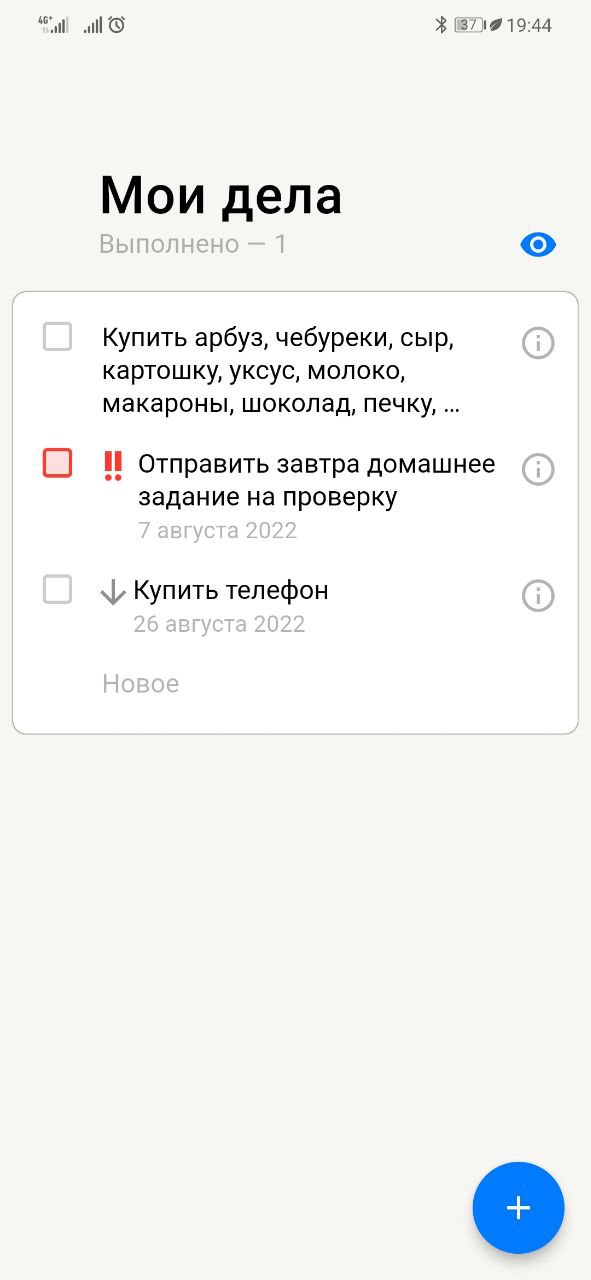 4G+ 37 19:44
Мои дела
Выполнено — 1
Купить арбуз, чебуреки, сыр,
картошку, уксус, молоко,
макароны, шоколад, печку, ...
!! Отправить завтра домашнее
задание на проверку
7 августа 2022
Купить телефон
26 августа 2022
Новое